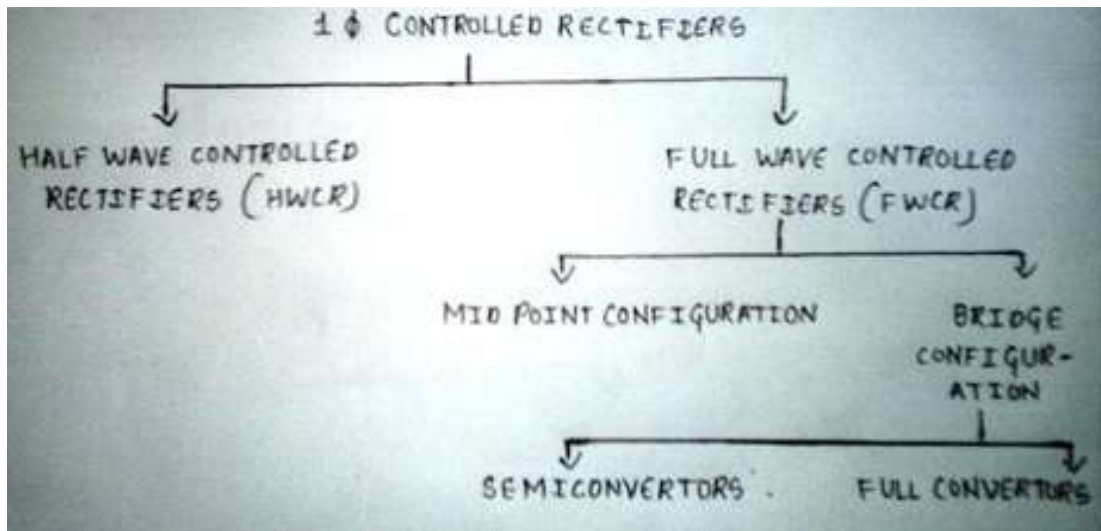 1 ϕ CONTROLLED RECTIFIERS
HALF WAVE CONTROLLED
RECTIFIERS (HWCR)
FULL WAVE CONTROLLED
RECTIFIERS (FWCR)
MID POINT CONFIGURATION
BRIDGE
CONFIGUR-
ATION
SEMICONVERTORS .
FULL CONVERTORS